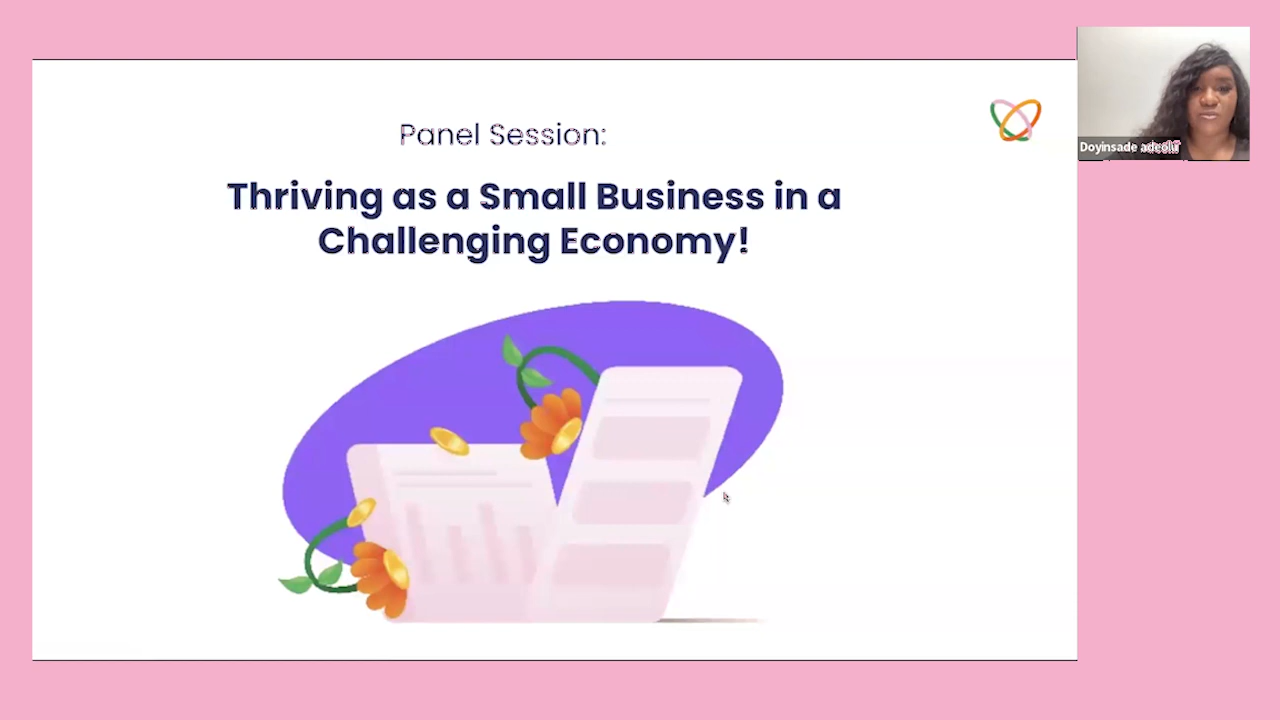 Panel Session:
Thriving as a Small Business in a
Challenging Economy!
Doyinsade